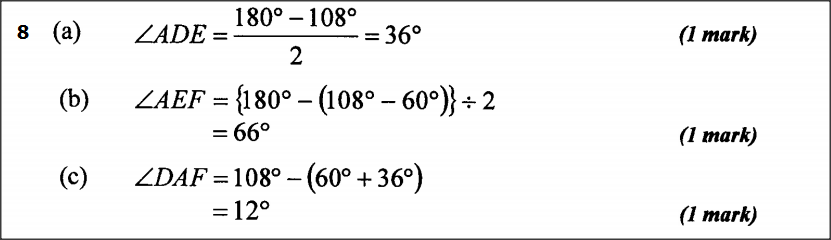 8 (a) ∠ADE = (180° − 108°)/2 = 36° (1 mark)
(b) ∠AEF = {180° − (108° − 60°)} ÷ 2
= 66° (1 mark)
(c) ∠DAF = 108° − (60° + 36°)
= 12° (1 mark)